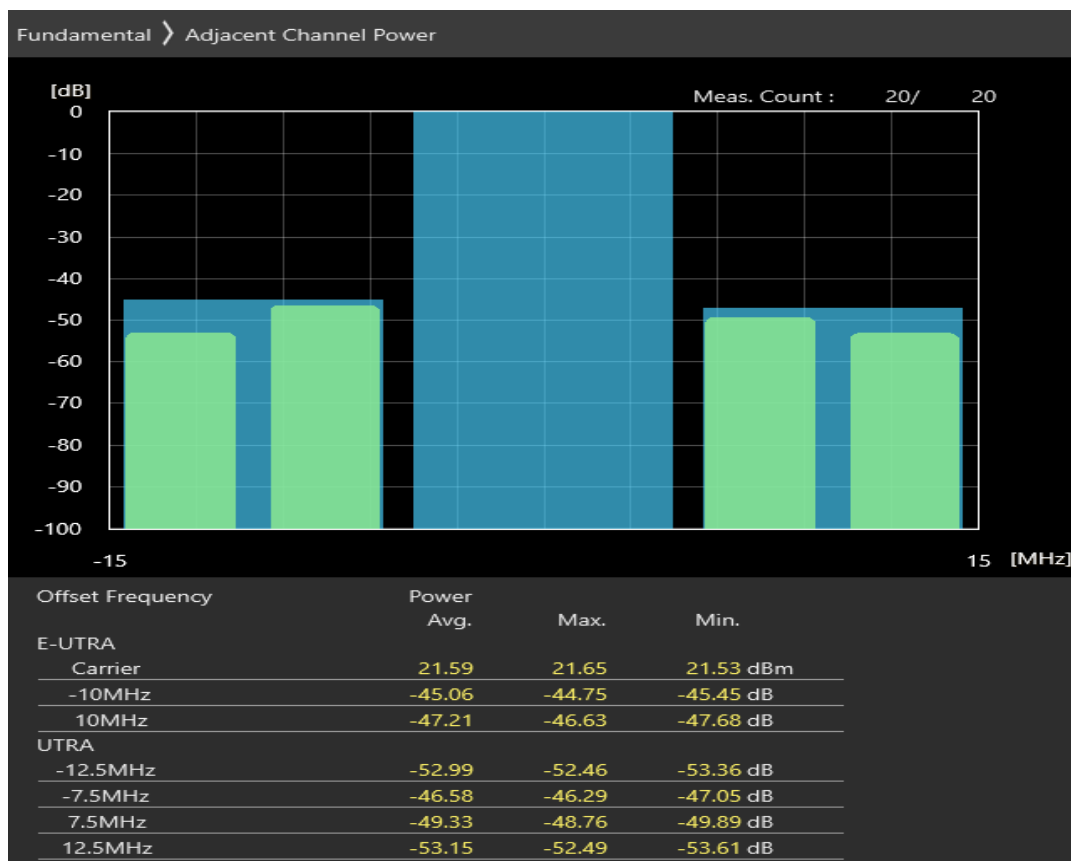 Fundamental 》 Adjacent Channel Power
[dB]
Meas. Count : 20/ 20
0
-10
-20
-30
-40
-50
-60
-70
-80
-90
-100
-15 15 [MHz]
Offset Frequency Power
Avg. Max. Min.
E-UTRA
Carrier 21.59 21.65 21.53 dBm
-10MHz -45.06 -44.75 -45.45 dB
10MHz -47.21 -46.63 -47.68 dB
UTRA
-12.5MHz -52.99 -52.46 -53.36 dB
-7.5MHz -46.58 -46.29 -47.05 dB
7.5MHz -49.33 -48.76 -49.89 dB
12.5MHz -53.15 -52.49 -53.61 dB